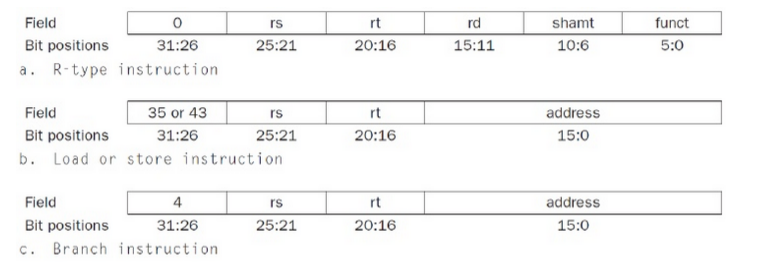 Field 0 rs rt rd shamt funct
Bit positions 31:26 25:21 20:16 15:11 10:6 5:0
a. R-type instruction
Field 35 or 43 rs rt address
Bit positions 31:26 25:21 20:16 15:0
b. Load or store instruction
Field 4 rs rt address
Bit positions 31:26 25:21 20:16 15:0
c. Branch instruction